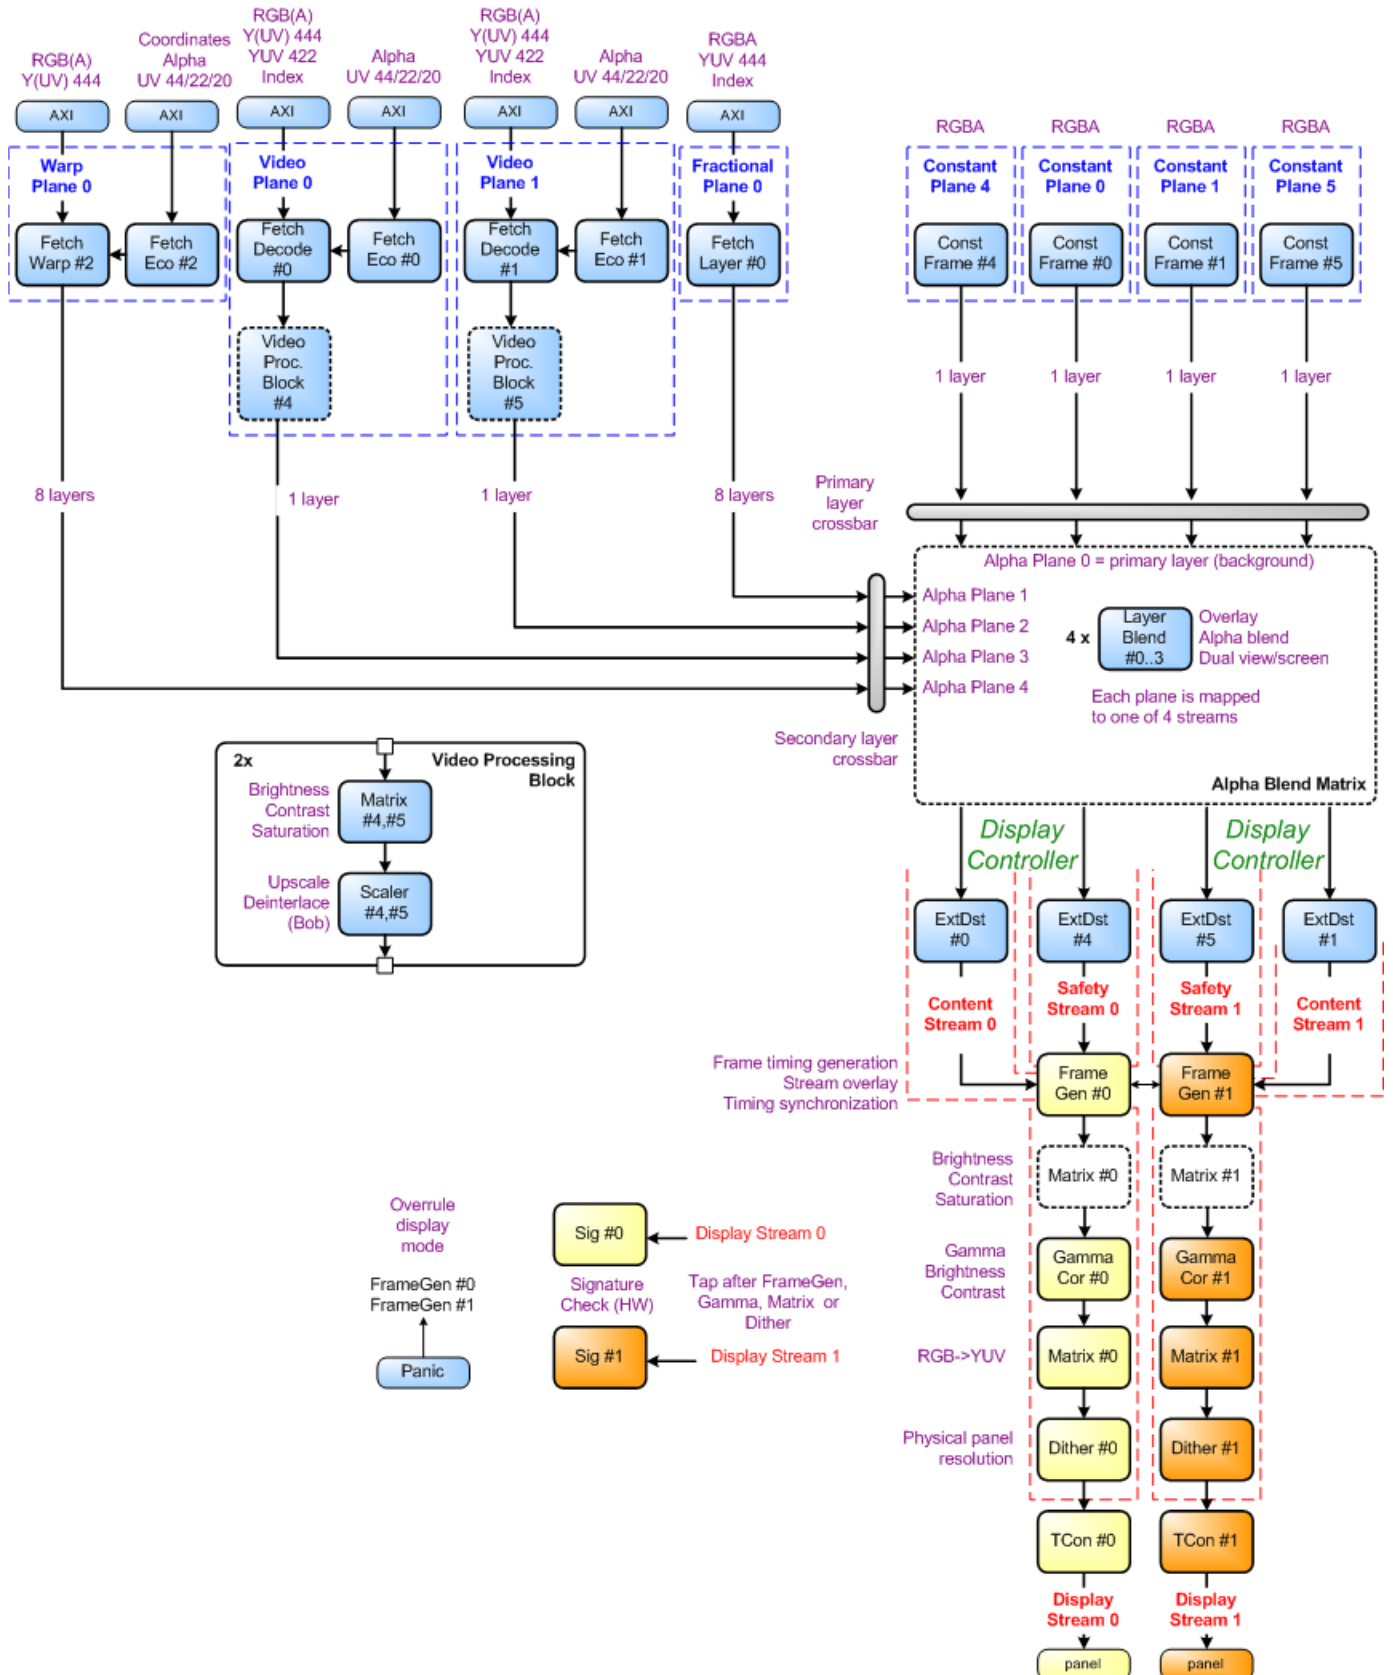 RGB(A)
Y(UV) 444
Coordinates
Alpha
UV 44/22/20
RGB(A)
Y(UV) 444
YUV 422
Index
Alpha
UV 44/22/20
RGB(A)
Y(UV) 444
YUV 422
Index
Alpha
UV 44/22/20
RGBA
YUV 444
Index
AXI
AXI
AXI
AXI
AXI
AXI
AXI
RGBA
RGBA
RGBA
RGBA
Warp
Plane 0
Video
Plane 0
Video
Plane 1
Fractional
Plane 0
Constant
Plane 4
Constant
Plane 0
Constant
Plane 1
Constant
Plane 5
Fetch
Warp #2
Fetch
Eco #2
Fetch
Decode
#0
Fetch
Eco #0
Fetch
Decode
#1
Fetch
Eco #1
Fetch
Layer #0
Const
Frame #4
Const
Frame #0
Const
Frame #1
Const
Frame #5
Video
Proc.
Block
#4
Video
Proc.
Block
#5
1 layer
1 layer
1 layer
1 layer
8 layers
1 layer
1 layer
8 layers
Primary
layer
crossbar
Alpha Plane 0 = primary layer (background)
Alpha Plane 1
Alpha Plane 2
Alpha Plane 3
Alpha Plane 4
4 x
Layer
Blend
#0..3
Overlay
Alpha blend
Dual view/screen
Each plane is mapped
to one of 4 streams
Secondary layer
crossbar
Alpha Blend Matrix
2x
Video Processing
Block
Brightness
Contrast
Saturation
Matrix
#4,#5
Upscale
Deinterlace
(Bob)
Scaler
#4,#5
Display
Controller
Display
Controller
ExtDst
#0
ExtDst
#4
ExtDst
#5
ExtDst
#1
Content
Stream 0
Safety
Stream 0
Safety
Stream 1
Content
Stream 1
Frame timing generation
Stream overlay
Timing synchronization
Frame
Gen #0
Frame
Gen #1
Brightness
Contrast
Saturation
Matrix #0
Matrix #1
Overrule
display
mode
FrameGen #0
FrameGen #1
Panic
Sig #0
Display Stream 0
Signature
Check (HW)
Tap after FrameGen,
Gamma, Matrix or
Dither
Sig #1
Display Stream 1
Gamma
Brightness
Contrast
Gamma
Cor #0
Gamma
Cor #1
RGB->YUV
Matrix #0
Matrix #1
Physical panel
resolution
Dither #0
Dither #1
TCon #0
TCon #1
Display
Stream 0
Display
Stream 1
panel
panel